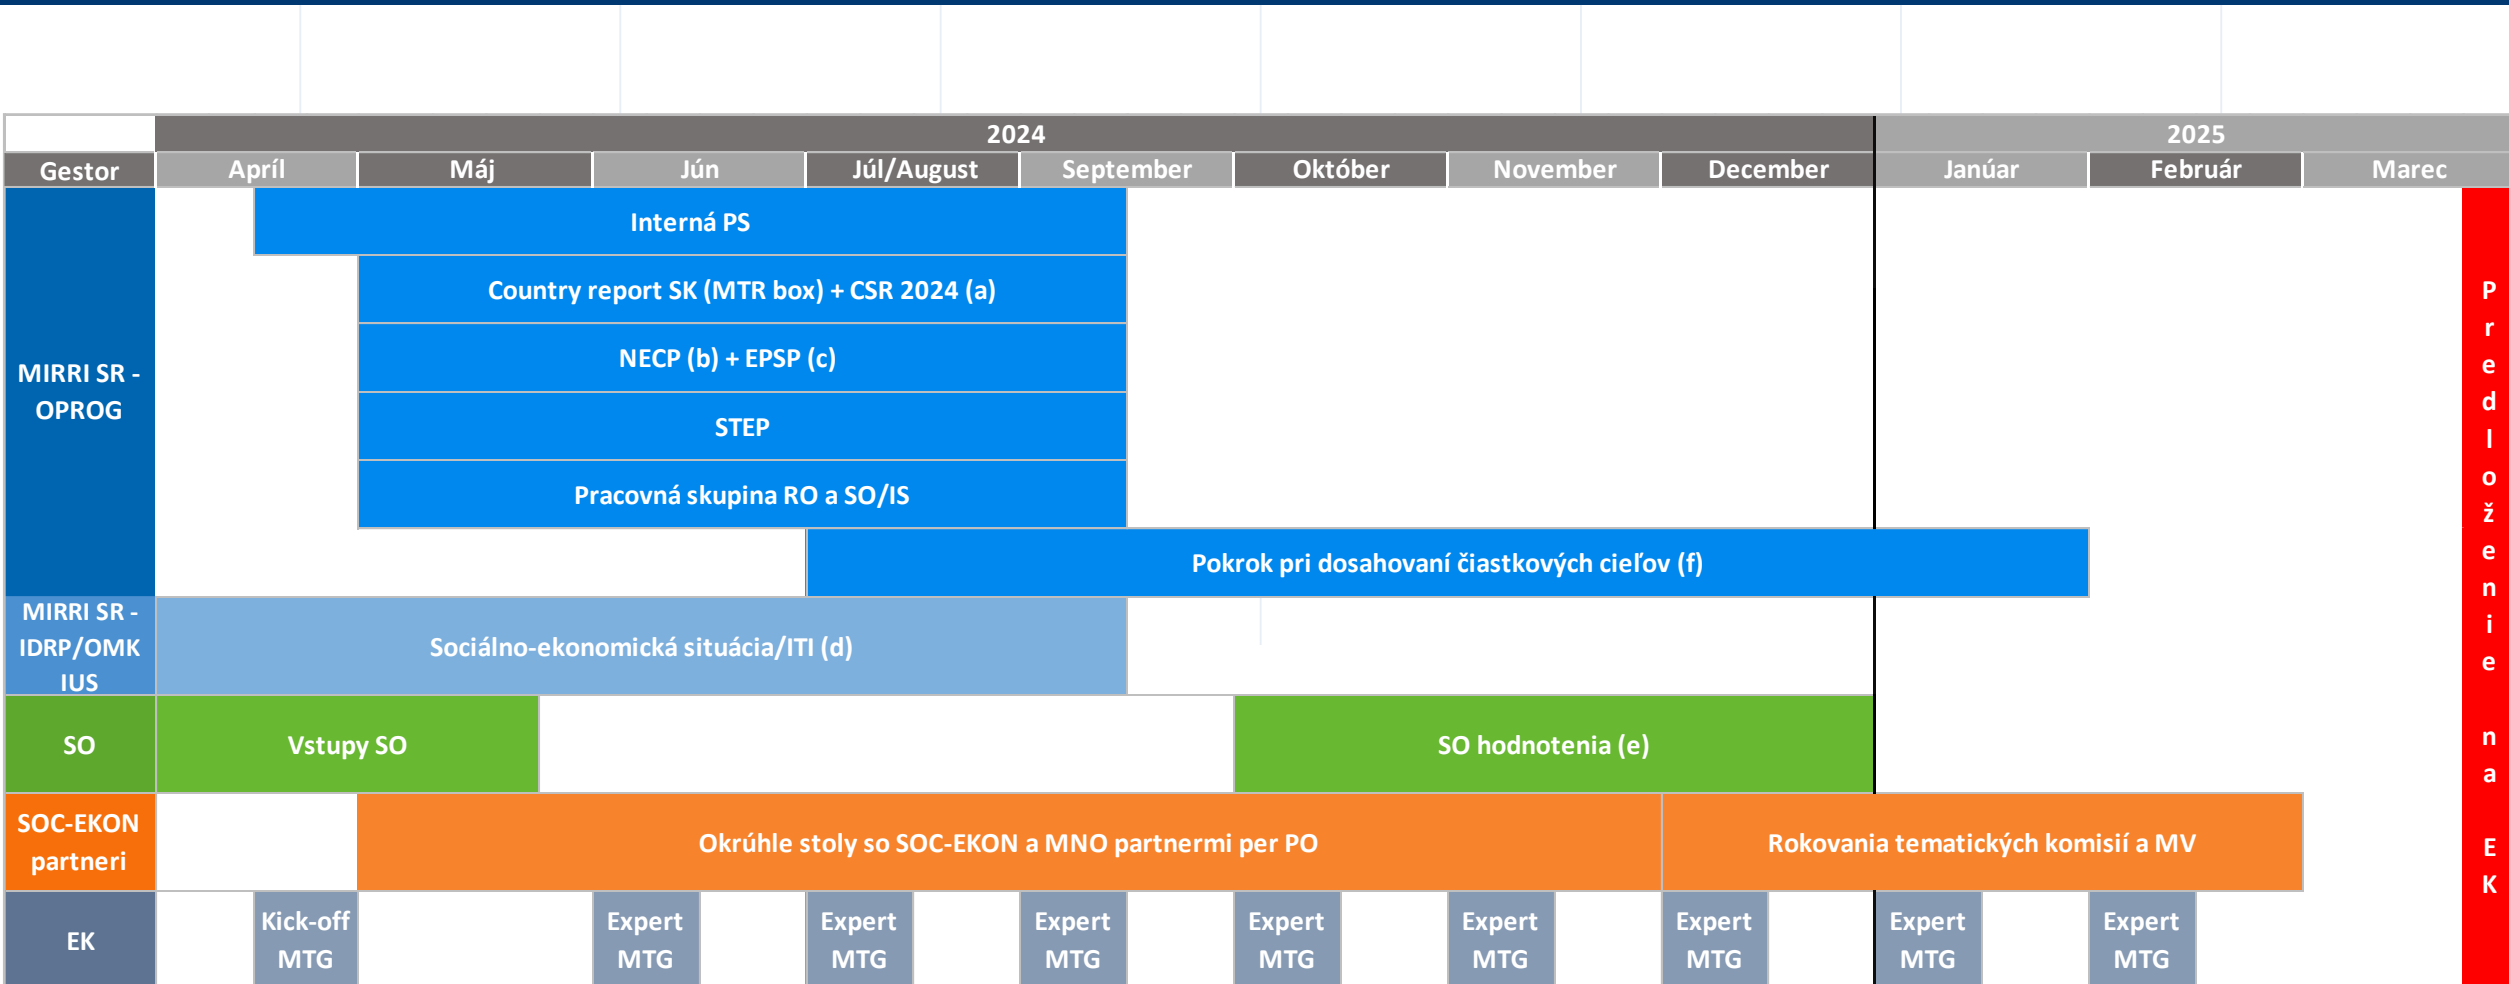 2024
2025
Gestor
Apríl
Máj
Jún
Júl/August
September
Október
November
December
Janúar
Február
Marec
MIRRI SR -
OPROG
Interná PS
Country report SK (MTR box) + CSR 2024 (a)
NECP (b) + EPSP (c)
STEP
Pracovná skupina RO a SO/IS
Pokrok pri dosahovaní čiastkových cieľov (f)
MIRRI SR -
IDRP/OMK
IUS
Sociálno-ekonomická situácia/ITI (d)
SO
Vstupy SO
SO hodnotenia (e)
SOC-EKON
partneri
Okrúhle stoly so SOC-EKON a MNO partnermi per PO
Rokovania tematických komisií a MV
EK
Kick-off
MTG
Expert
MTG
Expert
MTG
Expert
MTG
Expert
MTG
Expert
MTG
Expert
MTG
Expert
MTG
Expert
MTG
Predloženie na EK